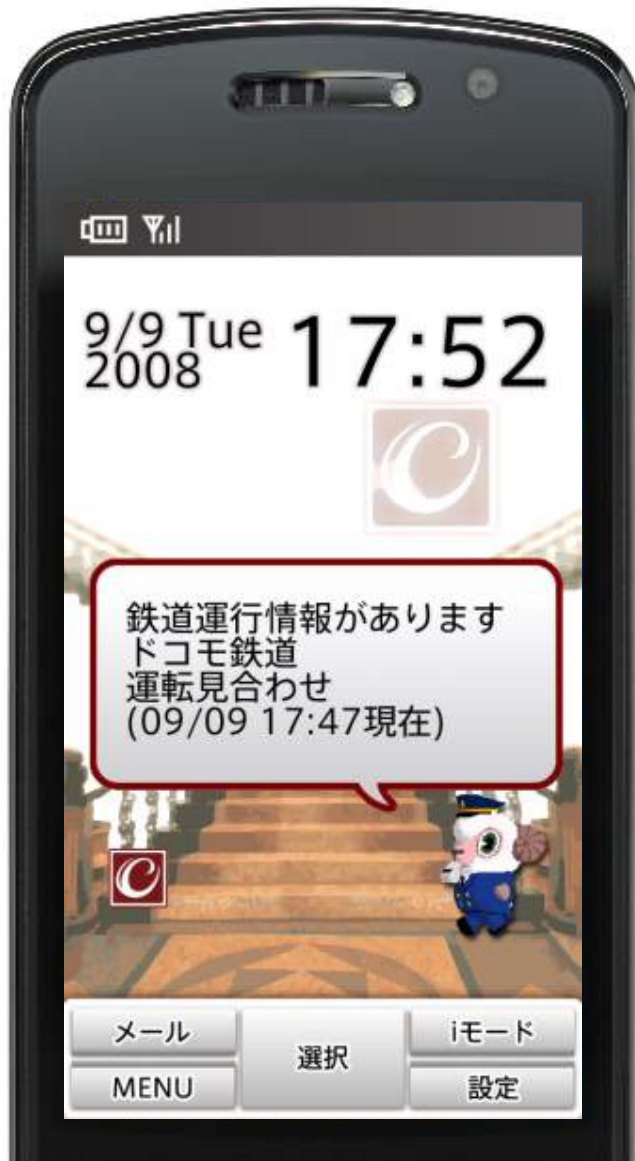 9/9 Tue
2008
17:52
鉄道運行情報があります
ドコモ鉄道
運転見合わせ
(09/09 17:47現在)
メール
選択
iモード
MENU
設定